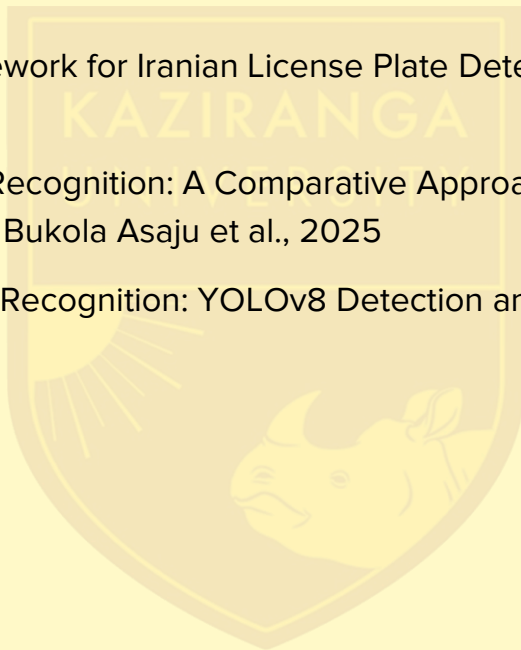 work for Iranian License Plate Dete
KAZIRANGA
Recognition: A Comparative Approa
UNIVERSITY
Bukola Asaju et al., 2025
Recognition: YOLOv8 Detection an